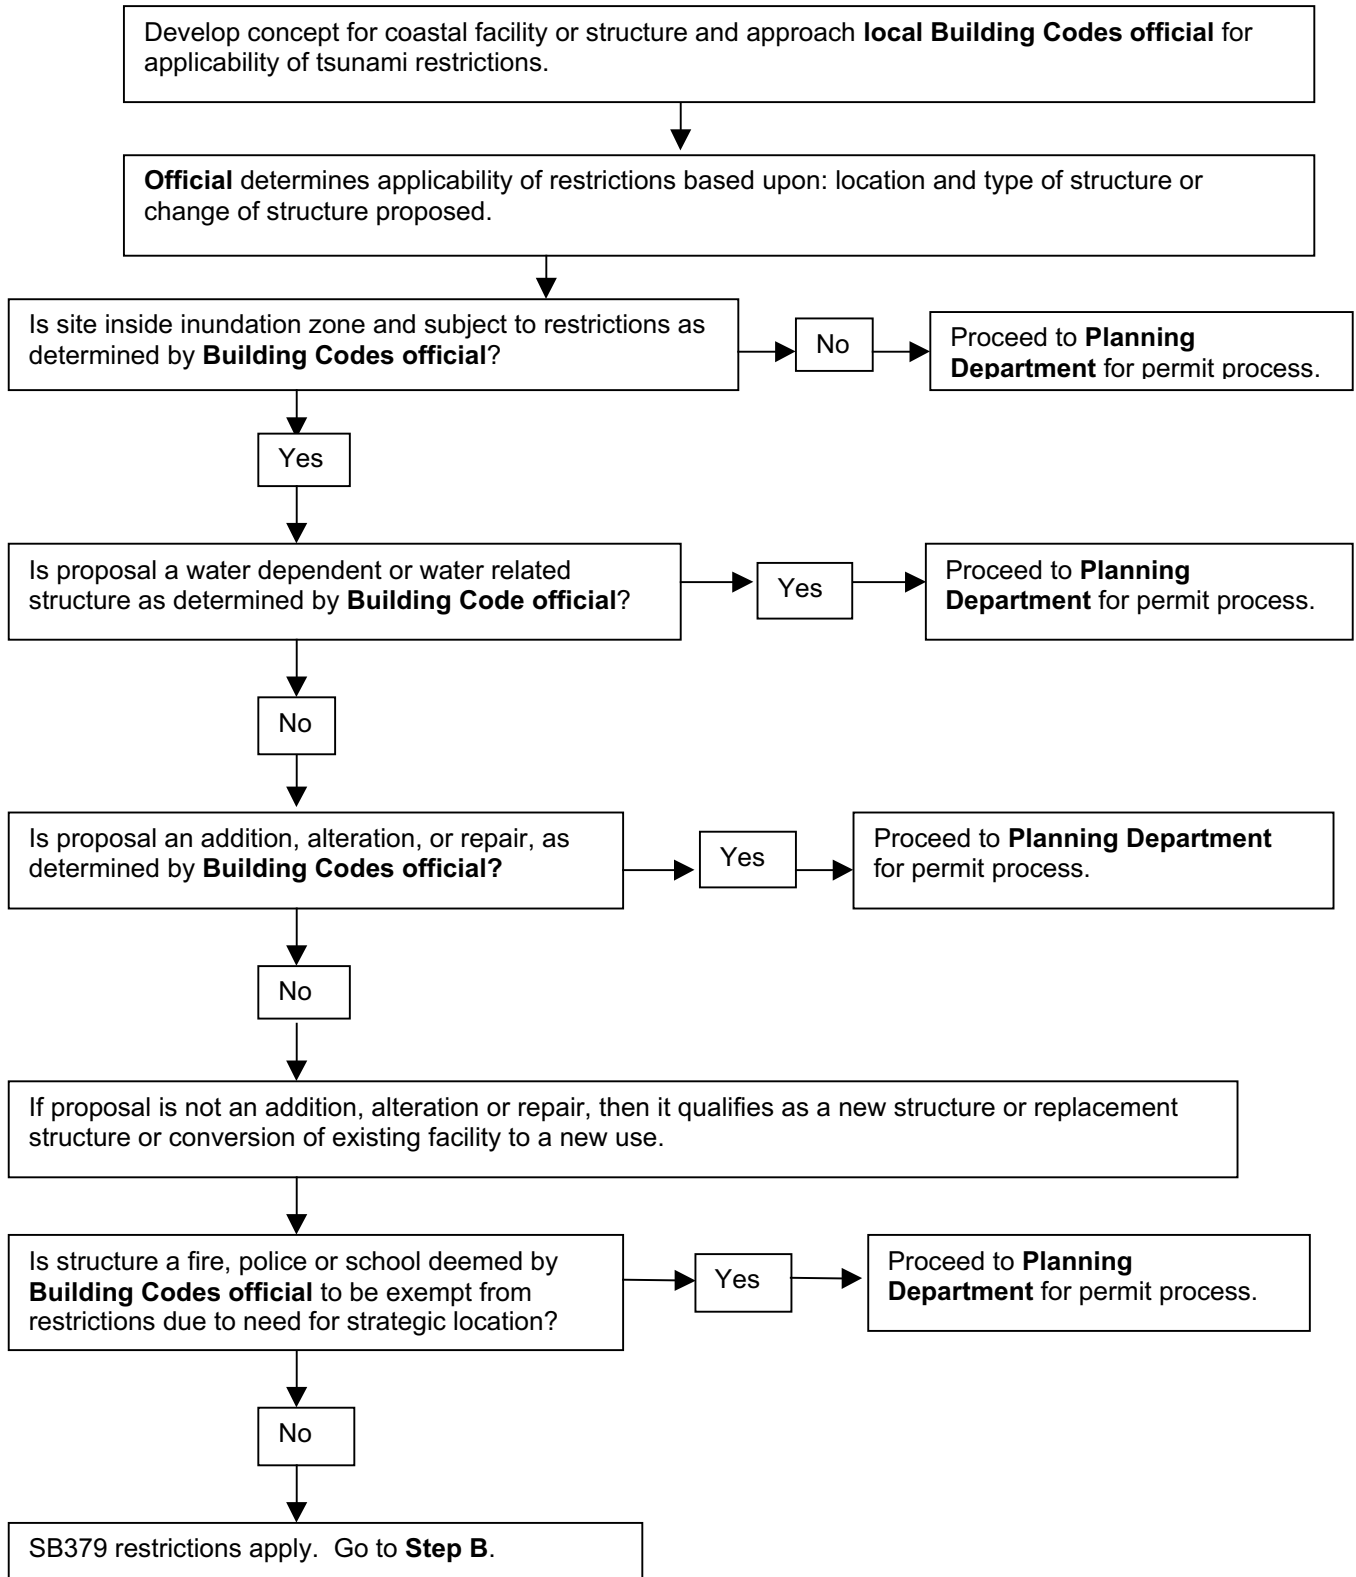 Develop concept for coastal facility or structure and approach local Building Codes official for
applicability of tsunami restrictions.
Official determines applicability of restrictions based upon: location and type of structure or
change of structure proposed.
Is site inside inundation zone and subject to restrictions as
determined by Building Codes official?
No
Proceed to Planning
Department for permit process.
Yes
Is proposal a water dependent or water related
structure as determined by Building Code official?
Yes
Proceed to Planning
Department for permit process.
No
Is proposal an addition, alteration, or repair, as
determined by Building Codes official?
Yes
Proceed to Planning Department
for permit process.
No
If proposal is not an addition, alteration or repair, then it qualifies as a new structure or replacement
structure or conversion of existing facility to a new use.
Is structure a fire, police or school deemed by
Building Codes official to be exempt from
restrictions due to need for strategic location?
Yes
Proceed to Planning
Department for permit process.
No
SB379 restrictions apply.  Go to Step B.